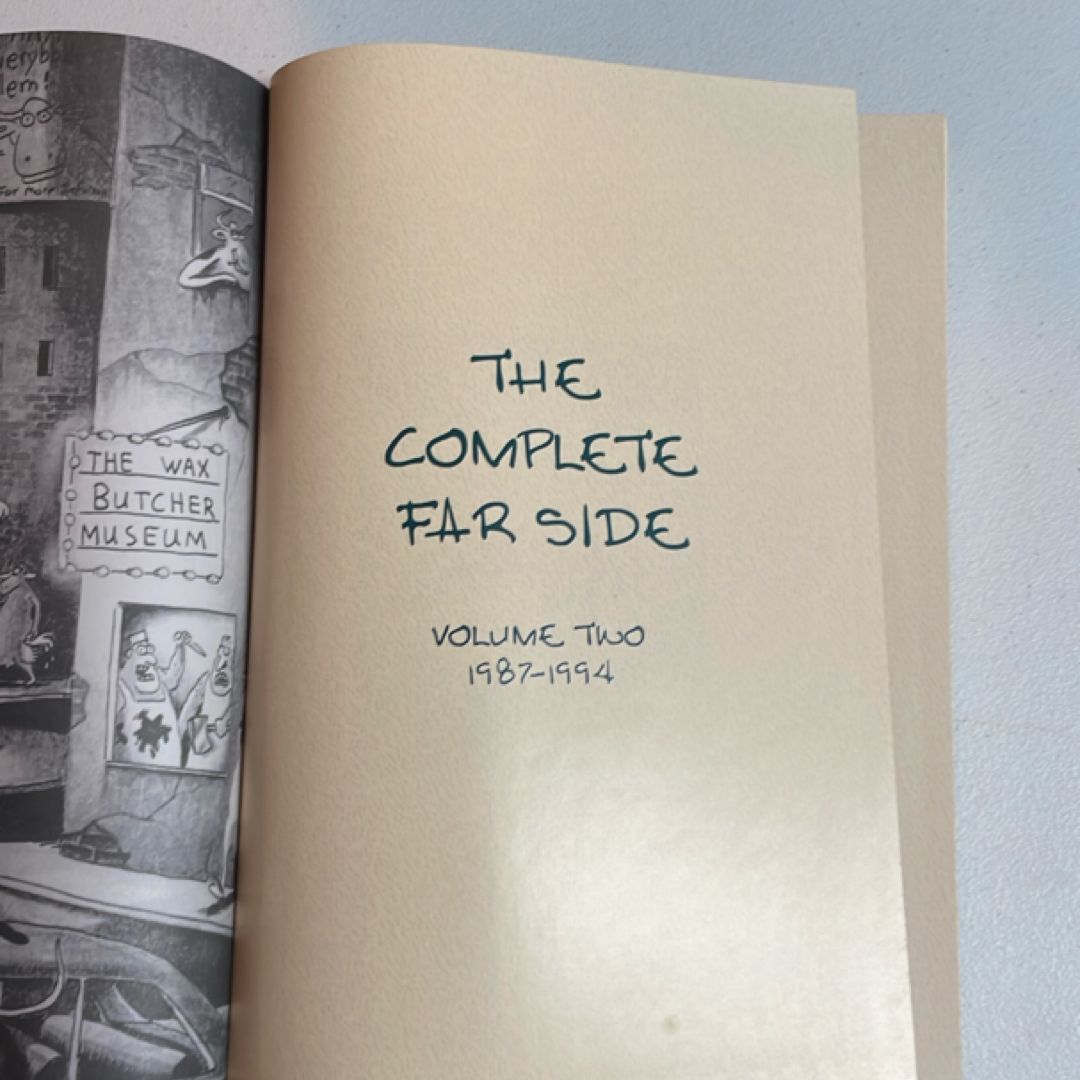 THE WAX
BUTCHER
MUSEUM
THE
COMPLETE
FAR SIDE
VOLUME TWO
1987-1994